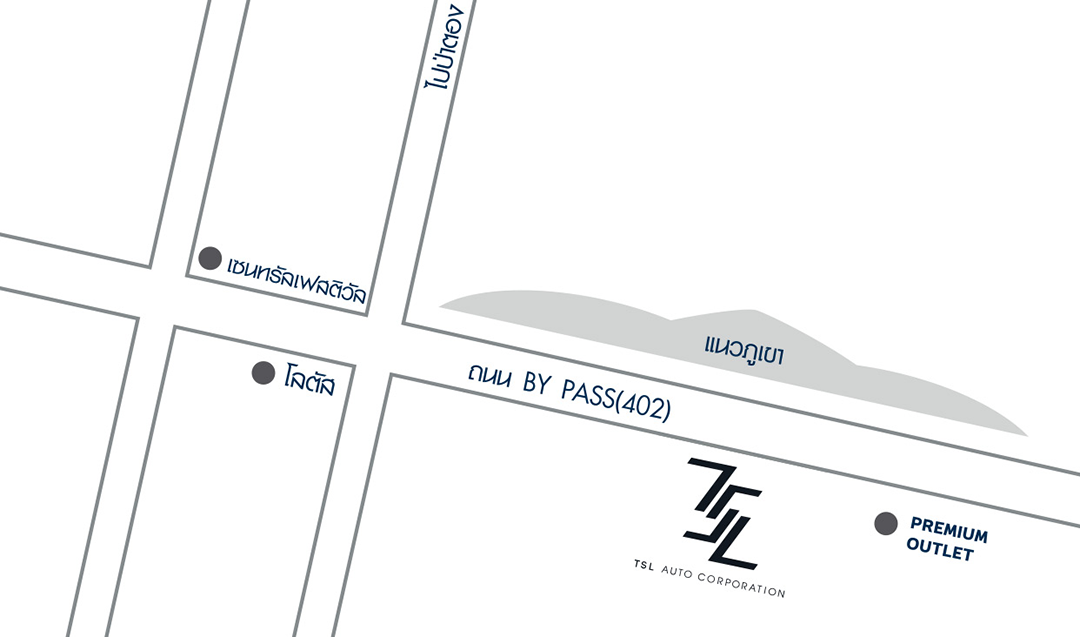 ไปป่าตอง
เซนทรัลเฟสติวัล
แนวภูเขา
โลตัส
ถนน BY PASS(402)
TSL
TSL AUTO CORPORATION
PREMIUM
OUTLET